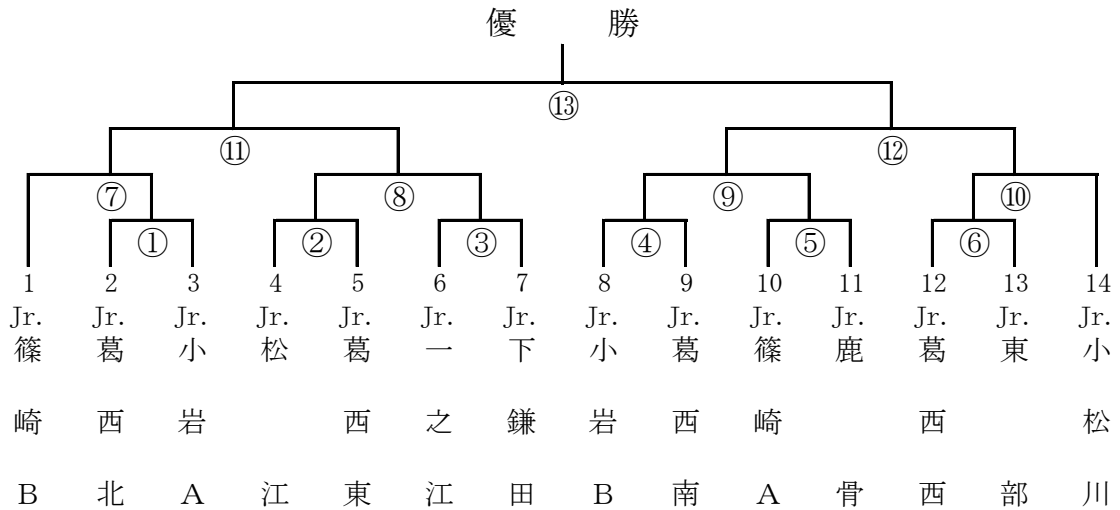 優 勝
⑬
⑪ ⑫
⑦ ⑧ ⑨ ⑩
① ② ③ ④ ⑤ ⑥
1 2 3 4 5 6 7 8 9 10 11 12 13 14
Jr. Jr. Jr. Jr. Jr. Jr. Jr. Jr. Jr. Jr. Jr. Jr. Jr. Jr.
篠崎B
葛西北
小岩A
松江
葛西東
一之江
下鎌田
小岩B
葛西南
篠崎A
鹿骨
葛西西
東部
小松川